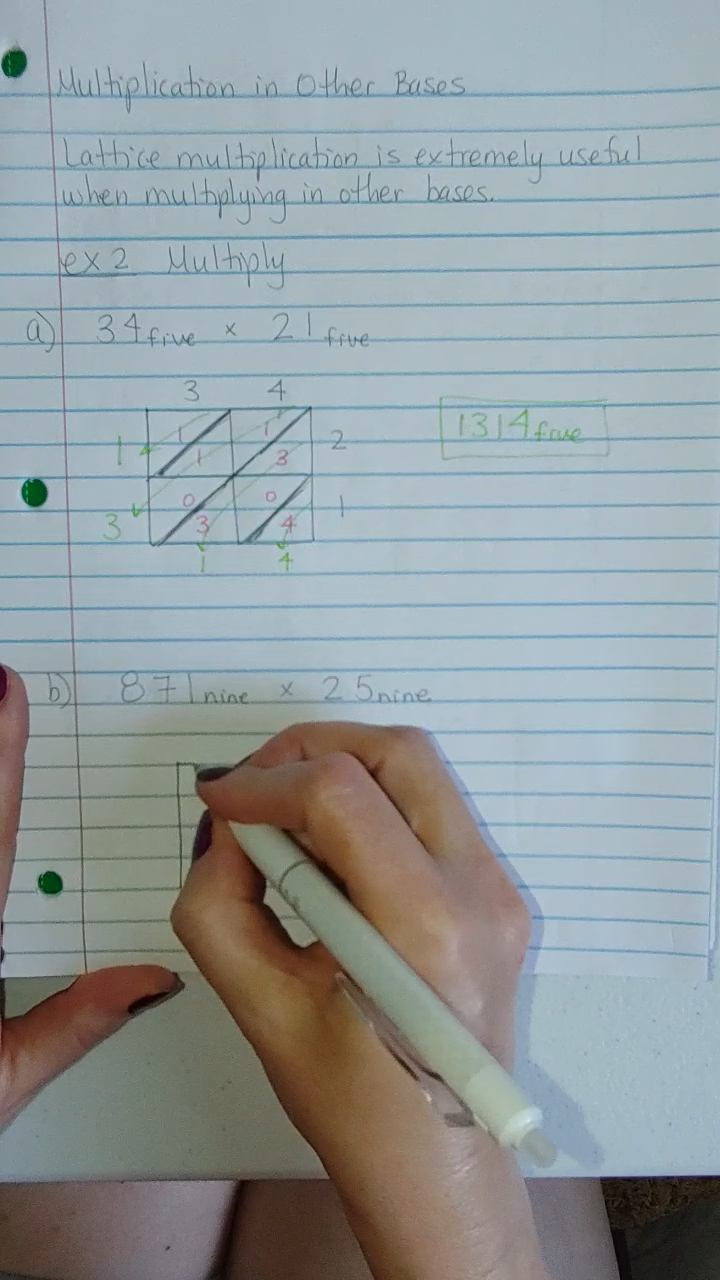 Multiplication in Other Bases
Lattice multiplication is extremely useful
when multiplying in other bases.
ex 2 Multiply
a) 34five × 21five
3 4
1 1 1 2
1 3
1314five
0 0 1
3 3 4
1 4
b) 871nine × 25nine